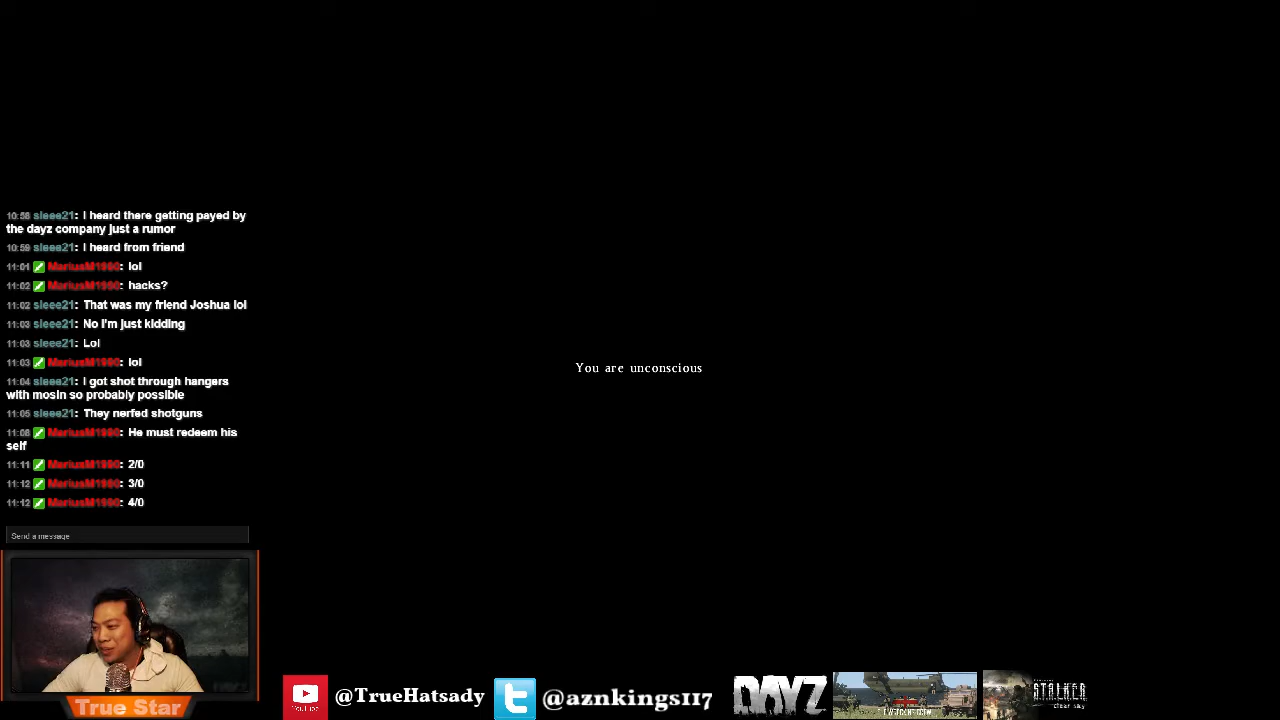 10:58 sleee21: I heard there getting payed by
the dayz company just a rumor
10:59 sleee21: I heard from friend
11:01 MariusM1990: lol
11:02 MariusM1990: hacks?
11:02 sleee21: That was my friend Joshua lol
11:03 sleee21: No I'm just kidding
11:03 sleee21: Lol
11:03 MariusM1990: lol
11:04 sleee21: I got shot through hangers
with mosin so probably possible
11:05 sleee21: They nerfed shotguns
11:08 MariusM1990: He must redeem his
self
11:11 MariusM1990: 2/0
11:12 MariusM1990: 3/0
11:12 MariusM1990: 4/0
Send a message
You are unconscious
True Star
YouTube
@TrueHatsady
@aznkings117
DAYZ
S.T.A.L.K.E.R
clear sky